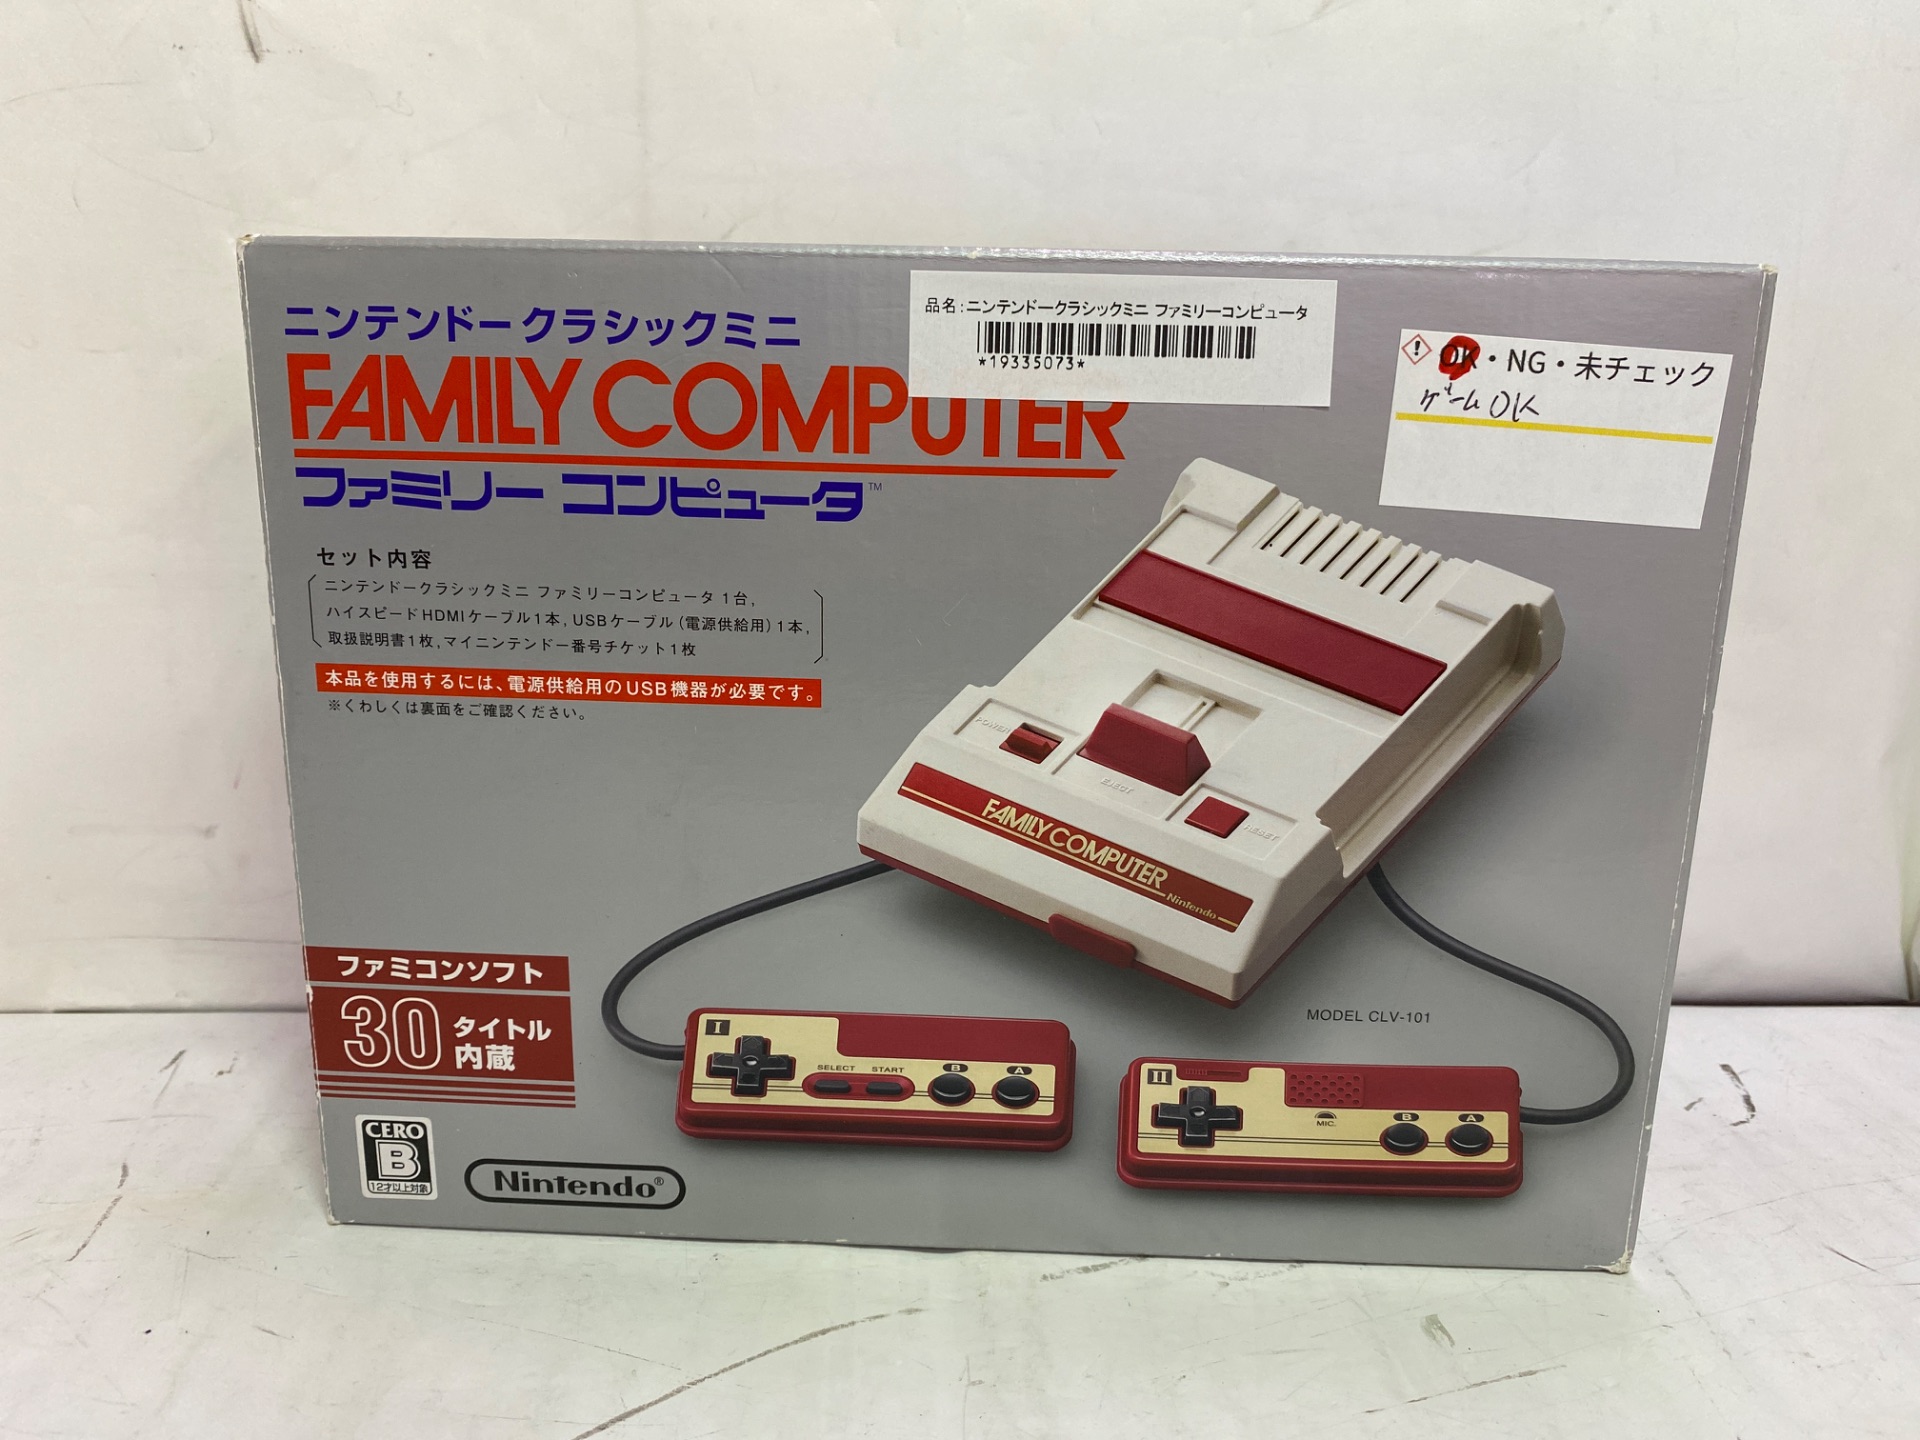 ニンテンドークラシックミニ
FAMILY COMPUTER
ファミリー コンピュータ™
品名:ニンテンドークラシックミニ ファミリーコンピュータ
*19335073*
OK・NG・未チェック
ゲームOK
セット内容
ニンテンドークラシックミニ ファミリーコンピュータ 1台,
ハイスピードHDMIケーブル1本, USBケーブル(電源供給用)1本,
取扱説明書1枚, マイニンテンドー番号チケット1枚
本品を使用するには、電源供給用のUSB機器が必要です。
※くわしくは裏面をご確認ください。
POWER
EJECT
RESET
FAMILY COMPUTER
Nintendo
MODEL CLV-101
ファミコンソフト
30 タイトル
内蔵
I
SELECT START B A
II
MIC. B A
CERO
B
12才以上対象
Nintendo®